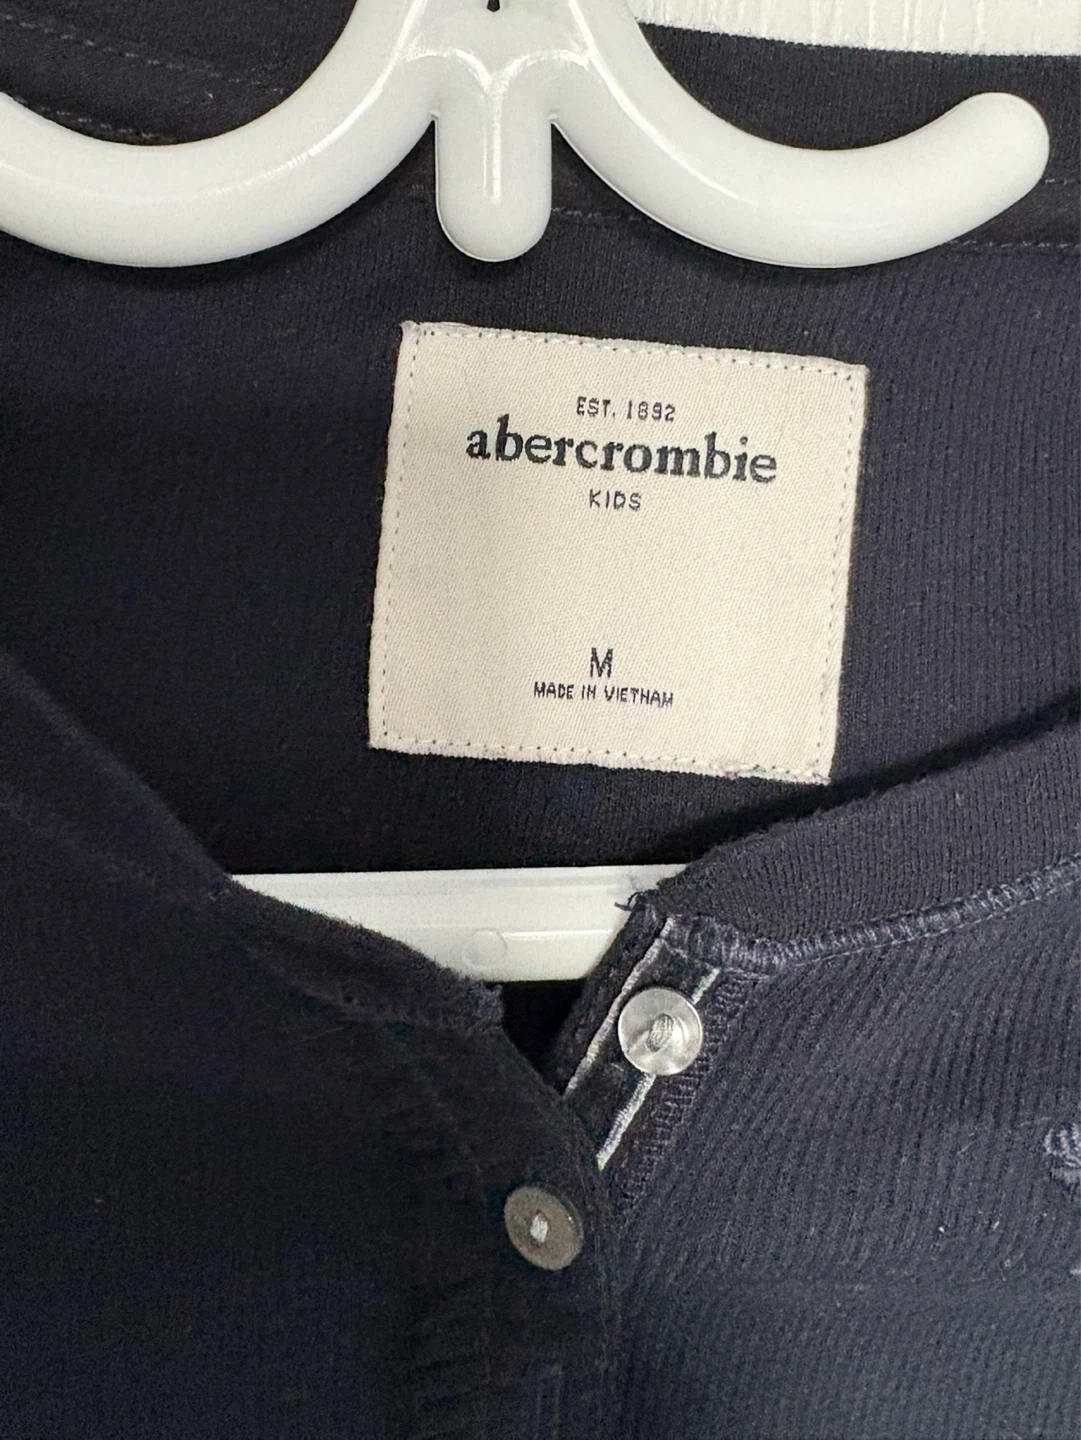 EST. 1892
abercrombie
KIDS
M
MADE IN VIETNAM